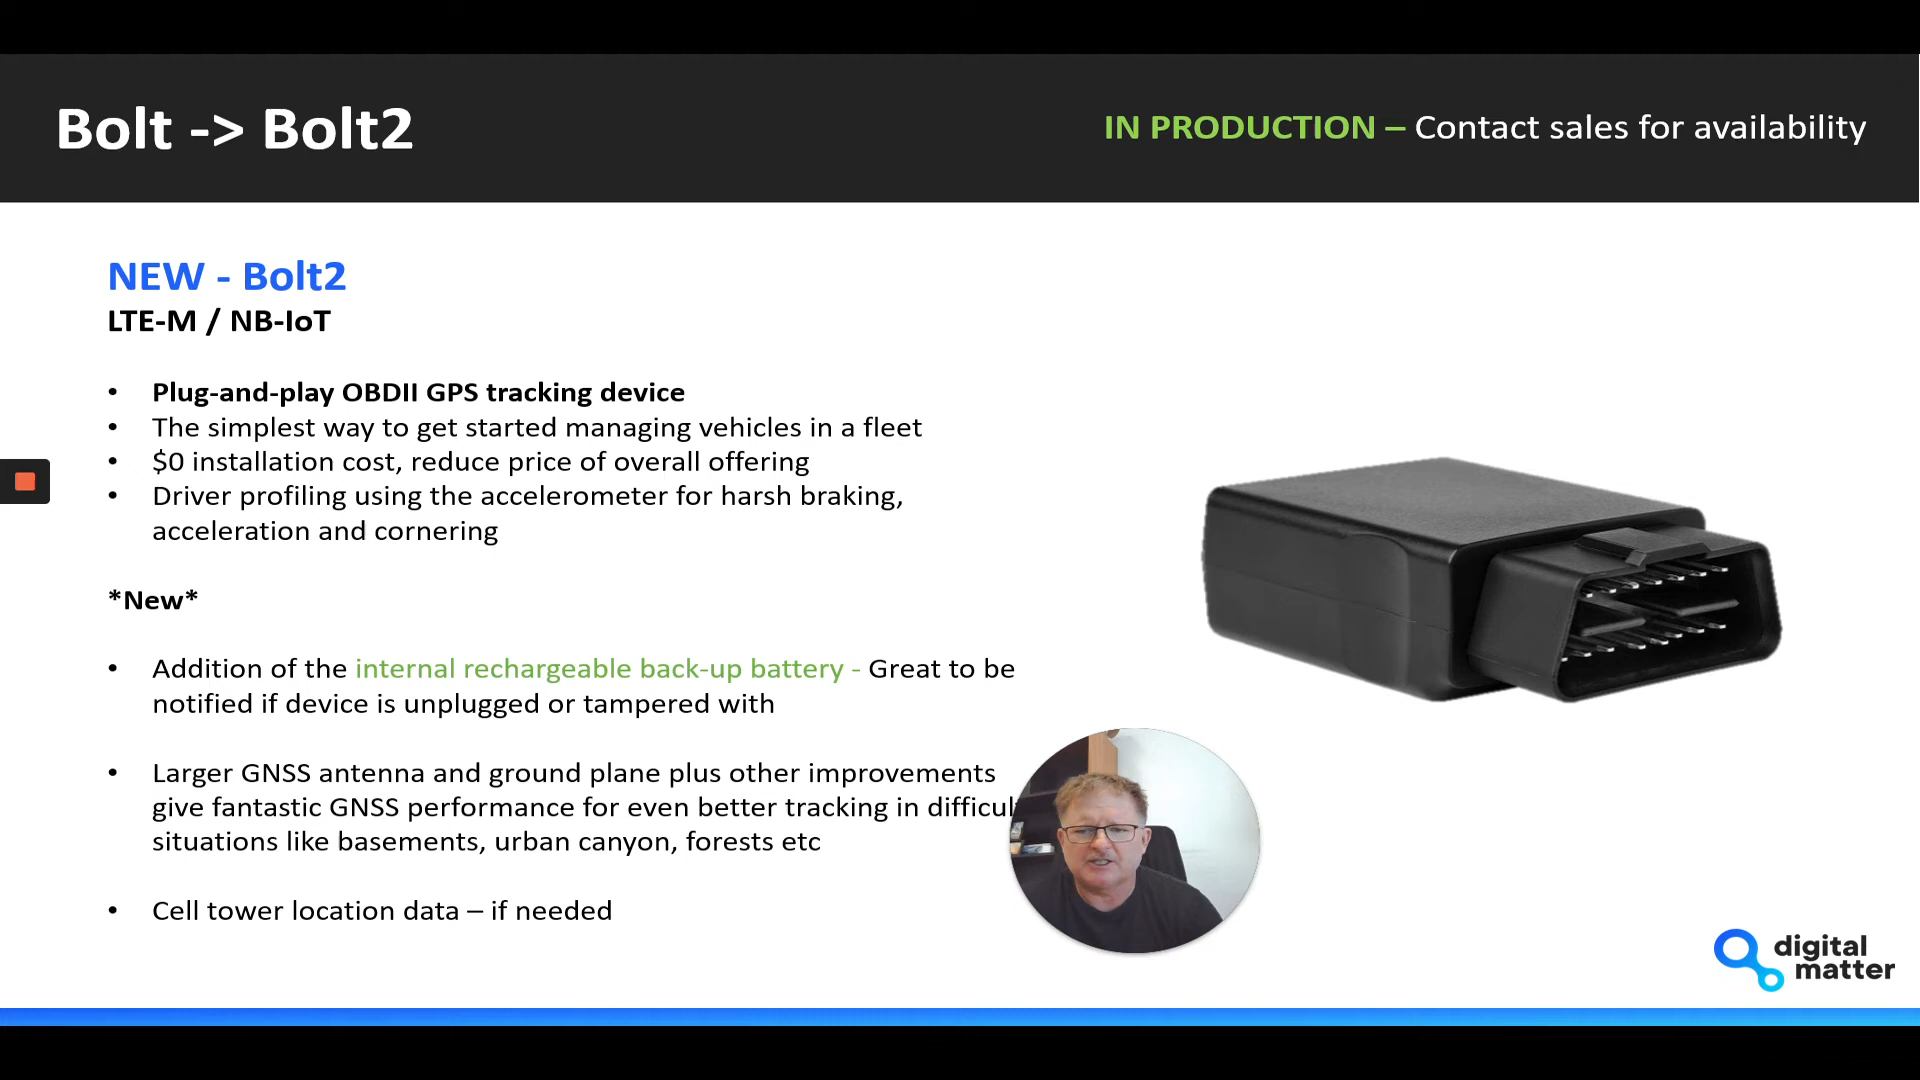 Bolt -> Bolt2
IN PRODUCTION – Contact sales for availability
NEW - Bolt2
LTE-M / NB-IoT
• Plug-and-play OBDII GPS tracking device
• The simplest way to get started managing vehicles in a fleet
• $0 installation cost, reduce price of overall offering
• Driver profiling using the accelerometer for harsh braking,
acceleration and cornering
*New*
• Addition of the internal rechargeable back-up battery - Great to be
notified if device is unplugged or tampered with
• Larger GNSS antenna and ground plane plus other improvements
give fantastic GNSS performance for even better tracking in difficult
situations like basements, urban canyon, forests etc
• Cell tower location data – if needed
digital
matter